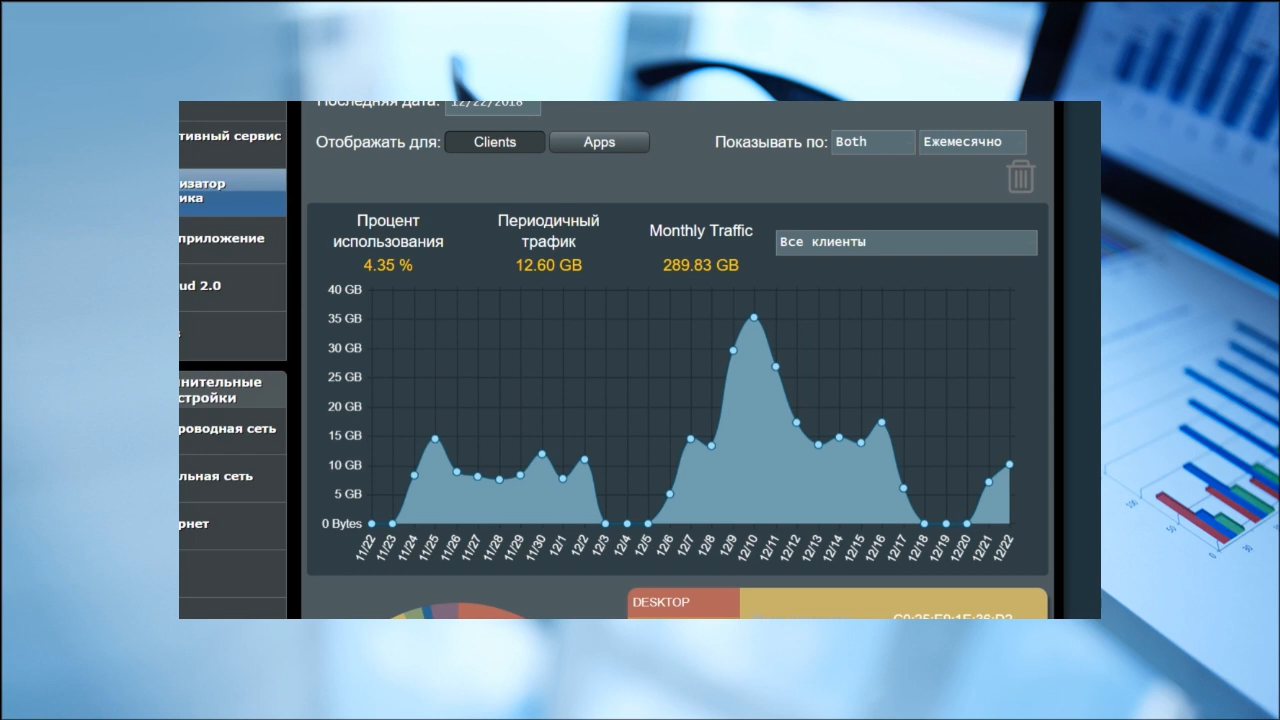 Последняя дата: 12/22/2018
тивный сервис
Отображать для: Clients Apps Показывать по: Both Ежемесячно
изатор
ика
приложение
ud 2.0
s
нительные
стройки
роводная сеть
льная сеть
рнет
Процент
использования
4.35 %
Периодичный
трафик
12.60 GB
Monthly Traffic
289.83 GB
Все клиенты
40 GB
35 GB
30 GB
25 GB
20 GB
15 GB
10 GB
5 GB
0 Bytes
11/22 11/23 11/24 11/25 11/26 11/27 11/28 11/29 11/30 12/1 12/2 12/3 12/4 12/5 12/6 12/7 12/8 12/9 12/10 12/11 12/12 12/13 12/14 12/15 12/16 12/17 12/18 12/19 12/20 12/21 12/22
DESKTOP
100
50
0